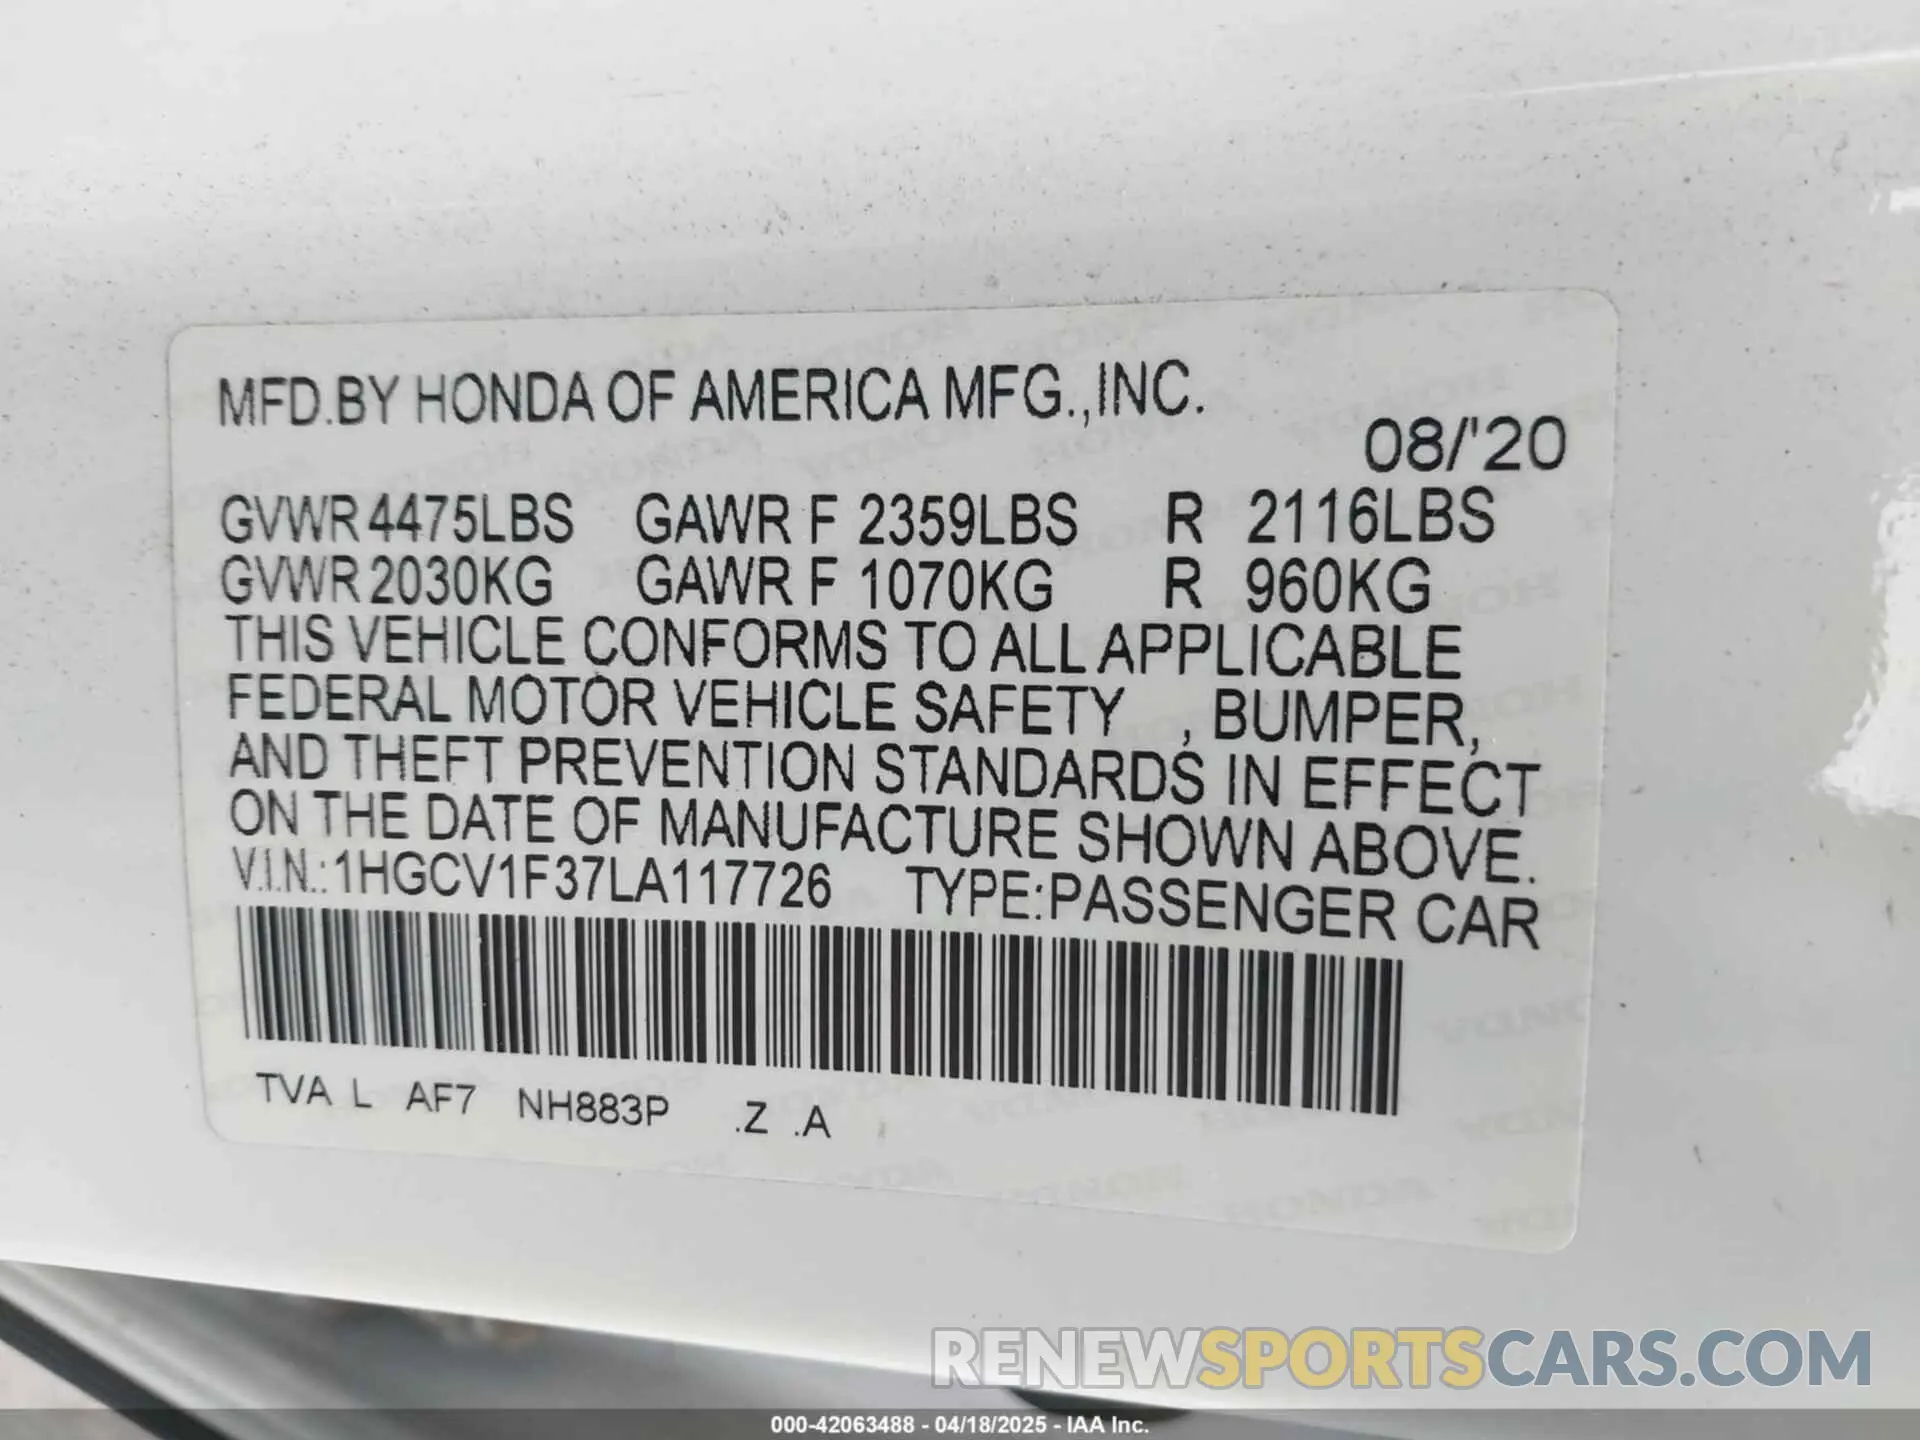 MFD.BY HONDA OF AMERICA MFG.,INC.
08/'20
GVWR 4475LBS GAWR F 2359LBS R 2116LBS
GVWR 2030KG GAWR F 1070KG R 960KG
THIS VEHICLE CONFORMS TO ALL APPLICABLE
FEDERAL MOTOR VEHICLE SAFETY , BUMPER,
AND THEFT PREVENTION STANDARDS IN EFFECT
ON THE DATE OF MANUFACTURE SHOWN ABOVE.
V.I.N.:1HGCV1F37LA117726 TYPE:PASSENGER CAR
TVA L AF7 NH883P .Z .A
RENEWSPORTSCARS.COM
000-42063488 - 04/18/2025 - IAA Inc.